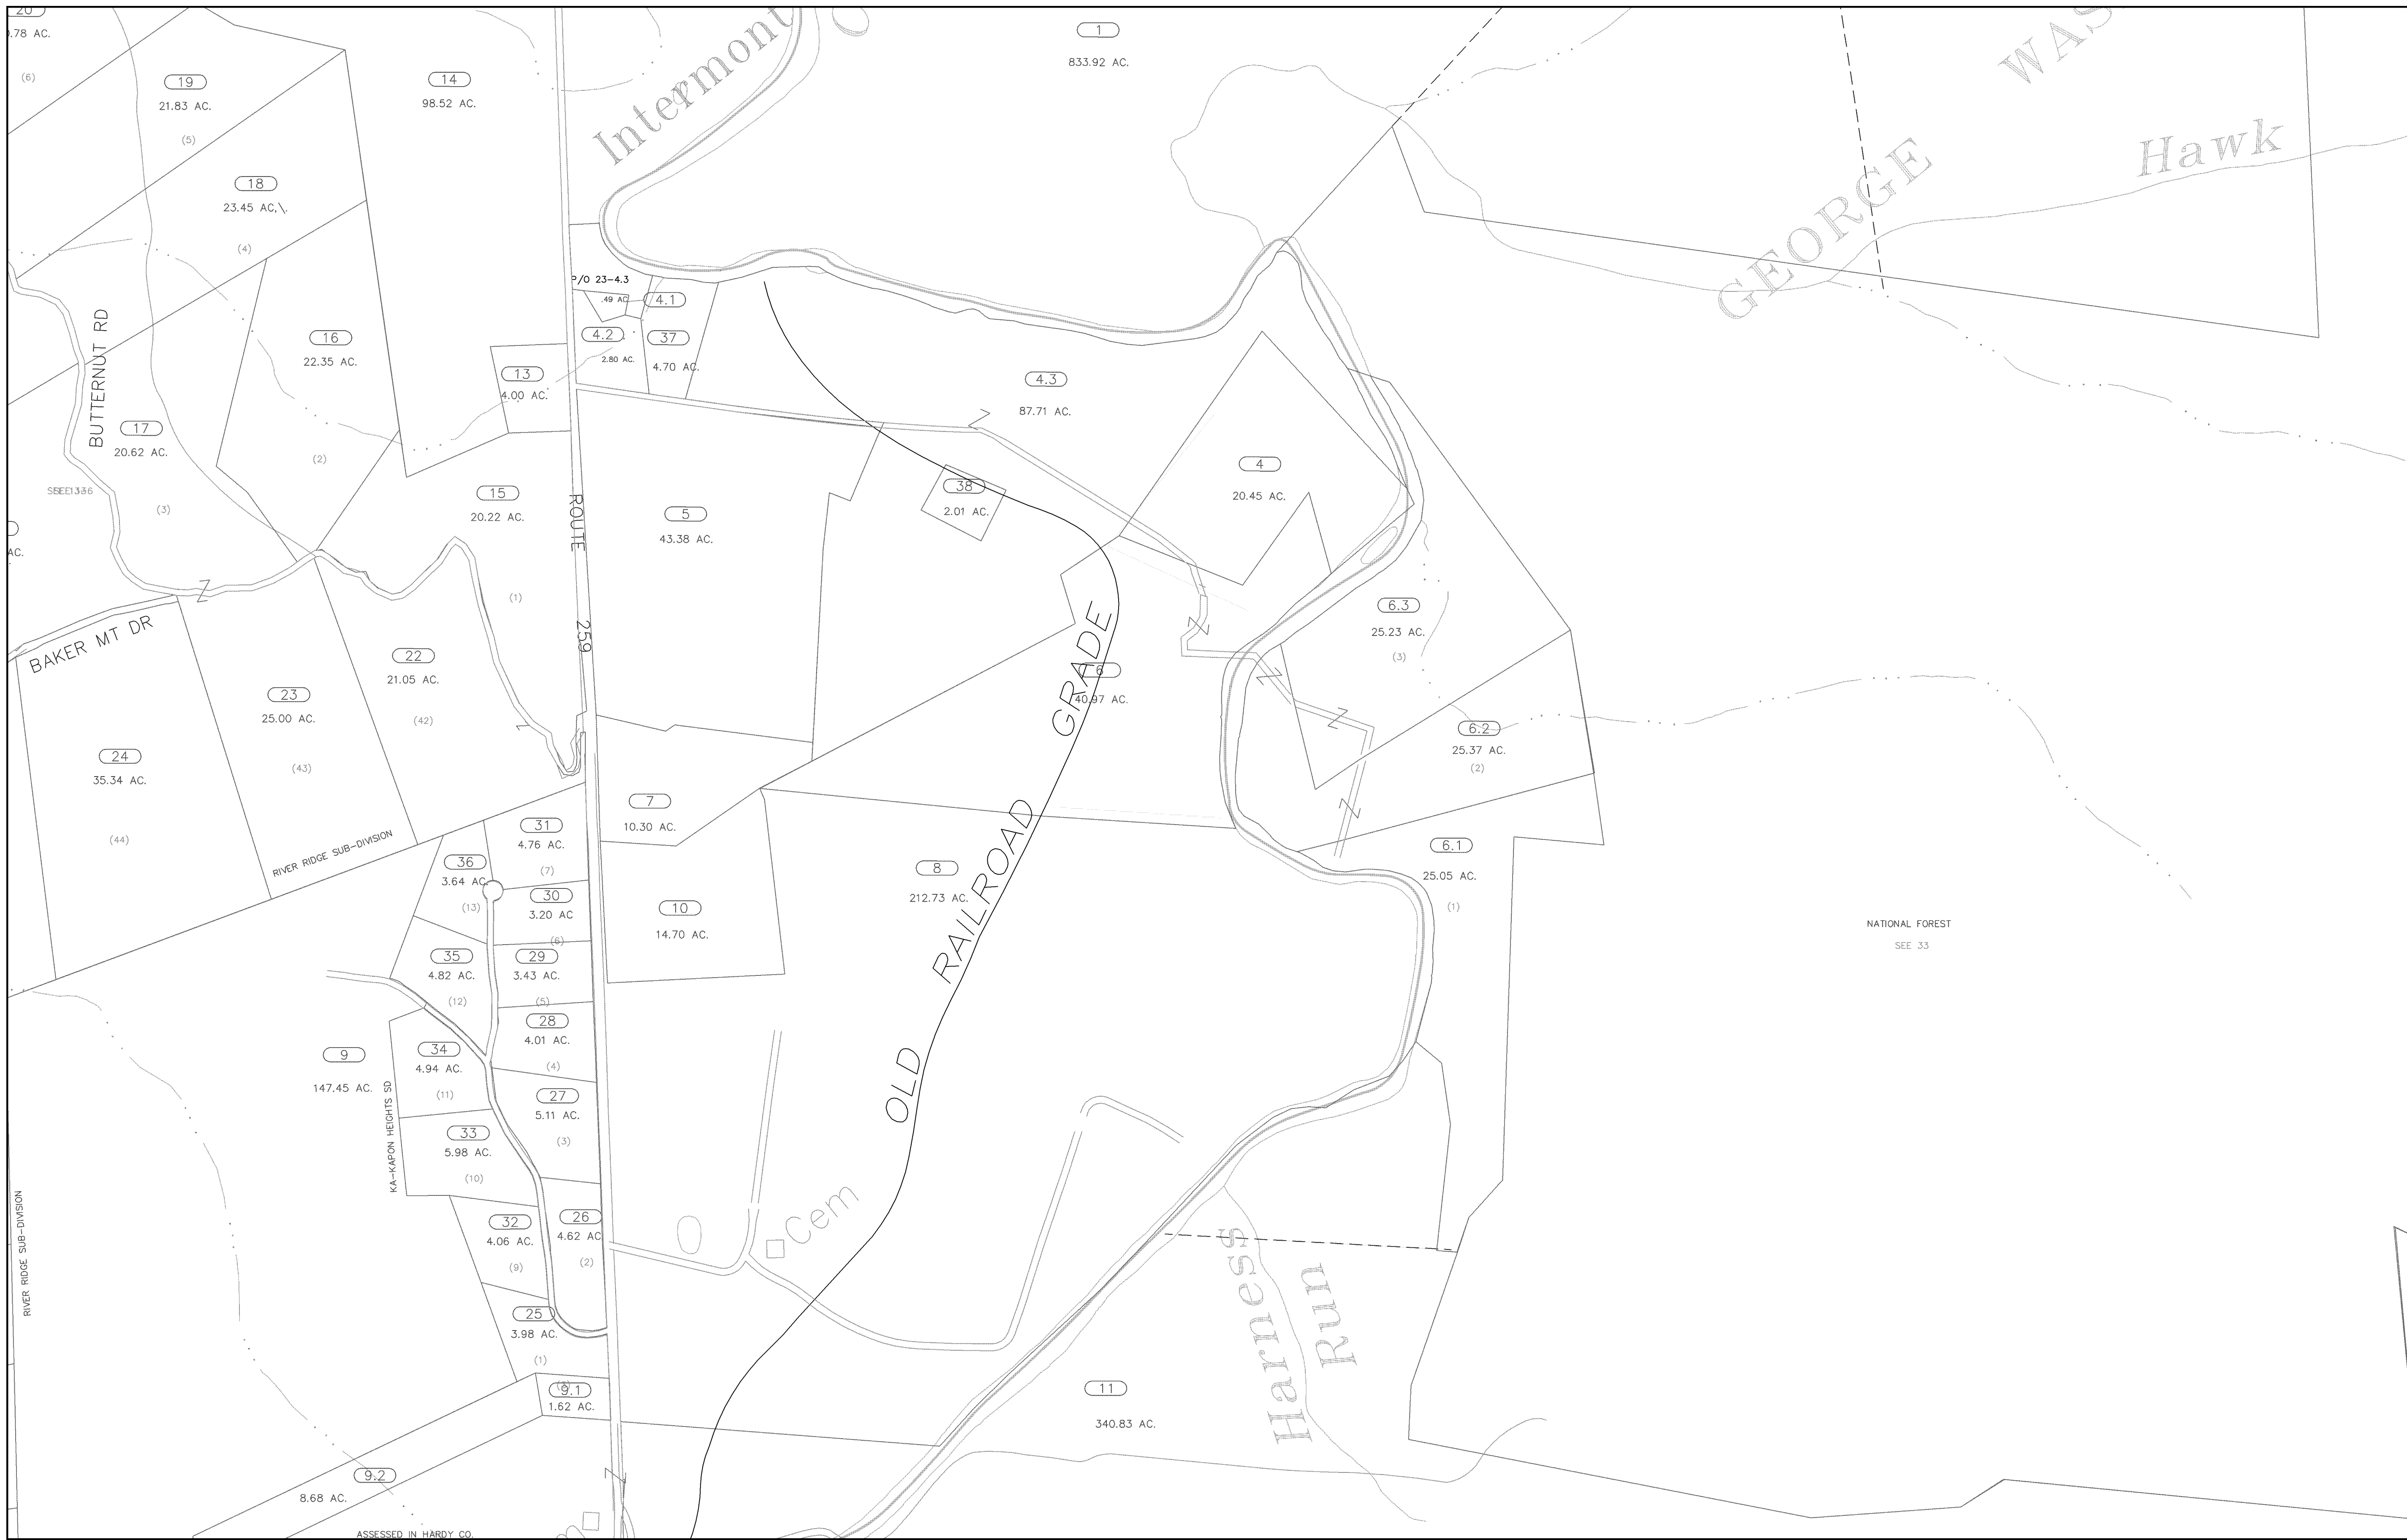 20
.78 AC.
(6)
19
21.83 AC.
(5)
14
98.52 AC.
Intermont
1
833.92 AC.
WAS
GEORGE
Hawk
18
23.45 AC,\.
(4)
P/O 23-4.3
.49 AC
4.1
4.2
2.80 AC.
37
4.70 AC.
BUTTERNUT RD
16
22.35 AC.
(2)
13
4.00 AC.
4.3
87.71 AC.
17
20.62 AC.
(3)
15
20.22 AC.
(1)
ROUTE
259
5
43.38 AC.
38
2.01 AC.
4
20.45 AC.
AC.
BAKER MT DR
6.3
25.23 AC.
(3)
22
21.05 AC.
(42)
23
25.00 AC.
(43)
24
35.34 AC.
(44)
6
40.97 AC.
6.2
25.37 AC.
(2)
7
10.30 AC.
RIVER RIDGE SUB-DIVISION
31
4.76 AC.
(7)
36
3.64 AC.
(13)
30
3.20 AC
(6)
8
212.73 AC.
6.1
25.05 AC.
(1)
OLD RAILROAD GRADE
10
14.70 AC.
NATIONAL FOREST
SEE 33
35
4.82 AC.
(12)
29
3.43 AC.
(5)
28
4.01 AC.
(4)
9
147.45 AC.
34
4.94 AC.
(11)
KA-KAPON HEIGHTS SD
27
5.11 AC.
(3)
33
5.98 AC.
(10)
32
4.06 AC.
(9)
26
4.62 AC
(2)
Cem
Harness
Run
RIVER RIDGE SUB-DIVISION
25
3.98 AC.
(1)
9.1
1.62 AC.
11
340.83 AC.
9.2
8.68 AC.
ASSESSED IN HARDY CO.